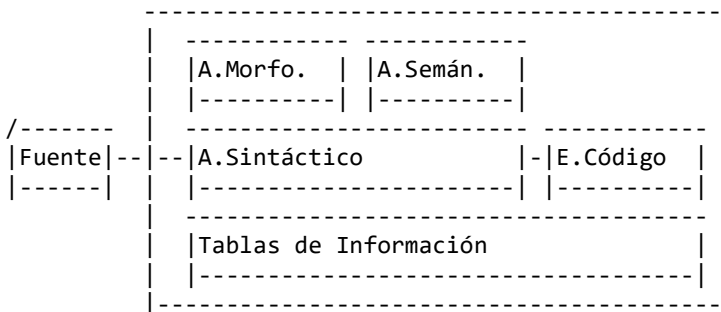 A.Morfo. A.Semán.
Fuente A.Sintáctico E.Código
Tablas de Información